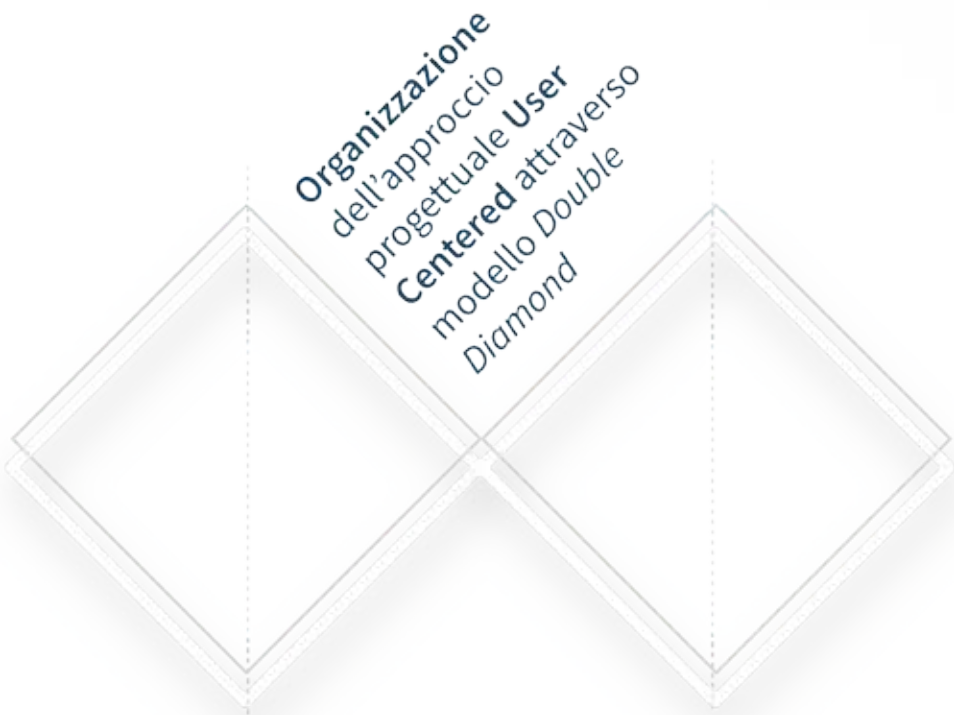 Organizzazione
dell'approccio
progettuale User
Centered attraverso
modello Double
Diamond